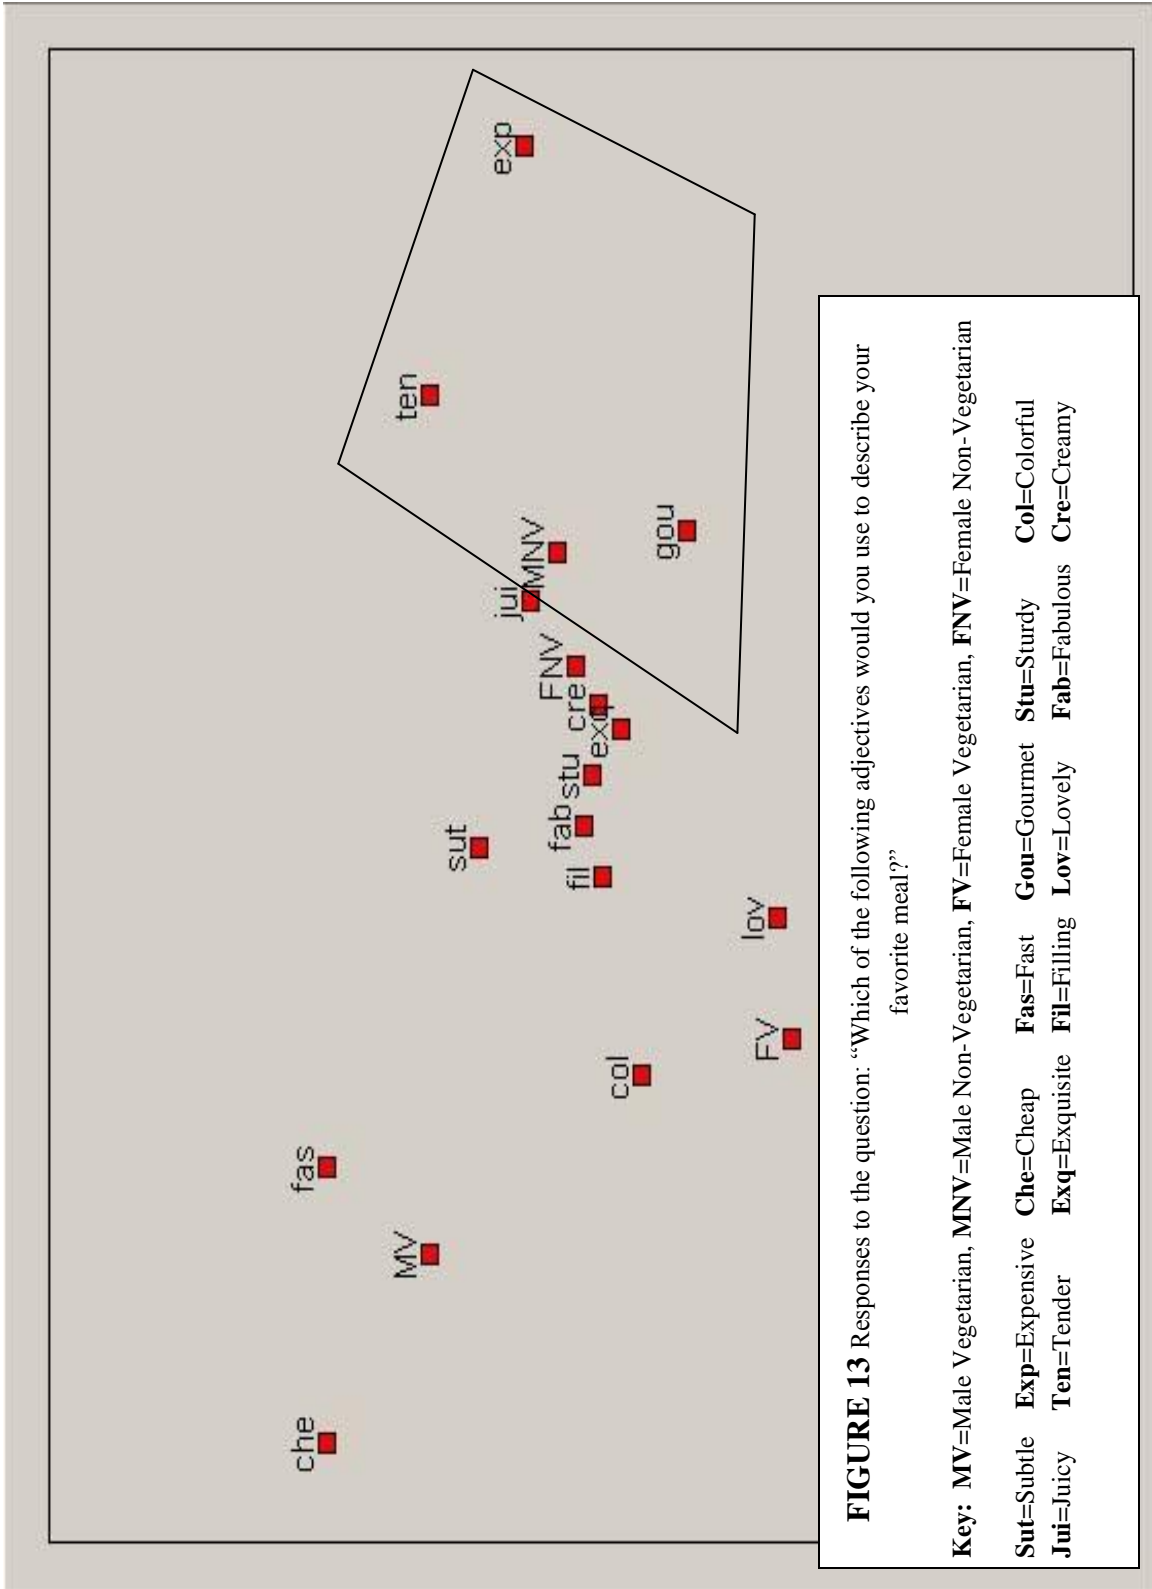 che
MV
fas
col
FV
lov
fil
sut
fab
stu
exq
cre
FNV
jui
MNV
gou
ten
exp
FIGURE 13 Responses to the question: “Which of the following adjectives would you use to describe your
favorite meal?”
Key: MV=Male Vegetarian, MNV=Male Non-Vegetarian, FV=Female Vegetarian, FNV=Female Non-Vegetarian
Sut=Subtle Exp=Expensive Che=Cheap Fas=Fast Gou=Gourmet Stu=Sturdy Col=Colorful
Jui=Juicy Ten=Tender Exq=Exquisite Fil=Filling Lov=Lovely Fab=Fabulous Cre=Creamy